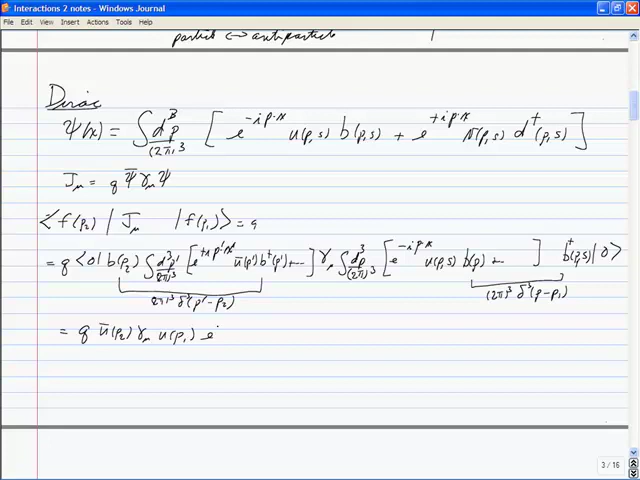 Interactions 2 notes - Windows Journal
File Edit View Insert Actions Tools Help
particle ↔ antiparticle
Dirac
Ψ(x) = ∫ d³p/(2π)³ [ e^{-ip·x} u(p,s) b(p,s) + e^{+ip·x} v(p,s) d†(p,s) ]
J_μ = q Ψ̄ γ_μ Ψ
<f(p₂) | J_μ | f(p₁)> = q
= q <0| b(p₂) ∫ d³p'/(2π)³ [ e^{+ip'·x} ū(p') b†(p') + --- ] γ_μ ∫ d³p/(2π)³ [ e^{-ip·x} u(p,s) b(p) + --- ] b†(p,s) |0>
(2π)³ δ³(p'-p₂) (2π)³ δ³(p-p₁)
= q ū(p₂) γ_μ u(p₁) e^i
3 / 16